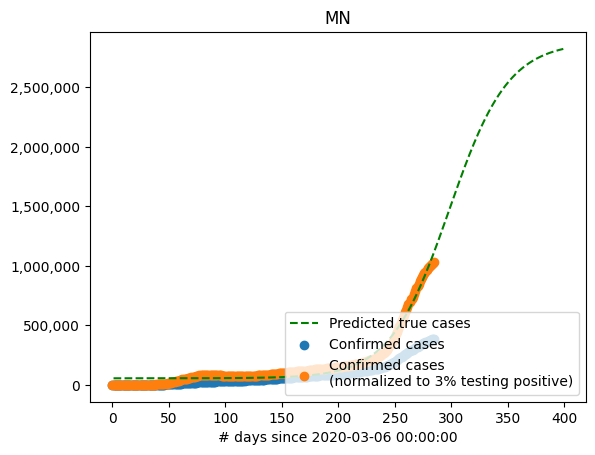 MN
2,500,000
2,000,000
1,500,000
1,000,000
500,000
0
Predicted true cases
Confirmed cases
Confirmed cases
(normalized to 3% testing positive)
0 50 100 150 200 250 300 350 400
# days since 2020-03-06 00:00:00